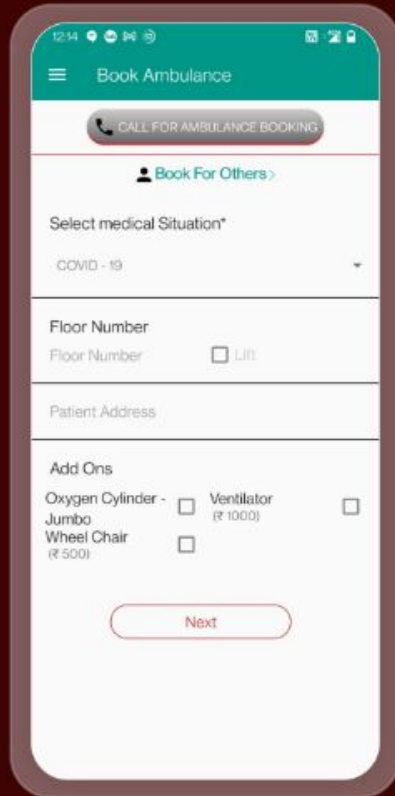 12:14
Book Ambulance
CALL FOR AMBULANCE BOOKING
Book For Others>
Select medical Situation*
COVID - 19
Floor Number
Floor Number Lift
Patient Address
Add Ons
Oxygen Cylinder - Ventilator
Jumbo (₹ 1000)
Wheel Chair
(₹ 500)
Next